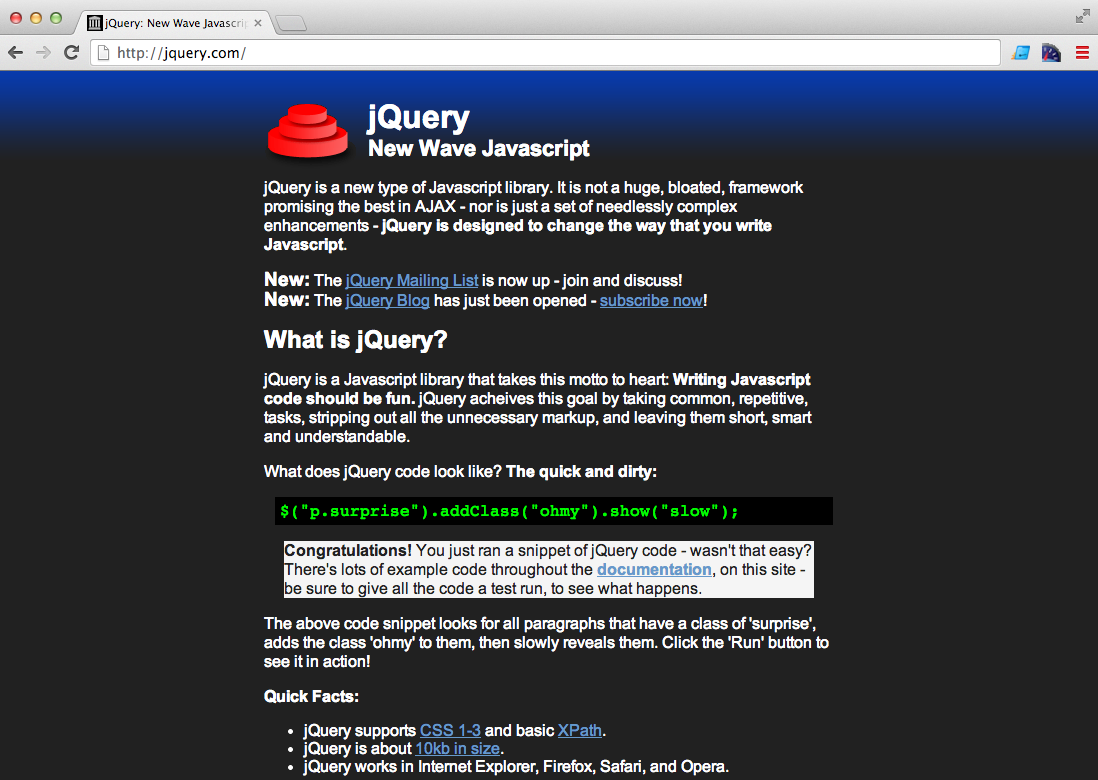 jQuery: New Wave Javascrip
http://jquery.com/
jQuery
New Wave Javascript
jQuery is a new type of Javascript library. It is not a huge, bloated, framework
promising the best in AJAX - nor is just a set of needlessly complex
enhancements - jQuery is designed to change the way that you write
Javascript.
New: The jQuery Mailing List is now up - join and discuss!
New: The jQuery Blog has just been opened - subscribe now!
What is jQuery?
jQuery is a Javascript library that takes this motto to heart: Writing Javascript
code should be fun. jQuery acheives this goal by taking common, repetitive,
tasks, stripping out all the unnecessary markup, and leaving them short, smart
and understandable.
What does jQuery code look like? The quick and dirty:
$("p.surprise").addClass("ohmy").show("slow");
Congratulations! You just ran a snippet of jQuery code - wasn't that easy?
There's lots of example code throughout the documentation, on this site -
be sure to give all the code a test run, to see what happens.
The above code snippet looks for all paragraphs that have a class of 'surprise',
adds the class 'ohmy' to them, then slowly reveals them. Click the 'Run' button to
see it in action!
Quick Facts:
• jQuery supports CSS 1-3 and basic XPath.
• jQuery is about 10kb in size.
• jQuery works in Internet Explorer, Firefox, Safari, and Opera.